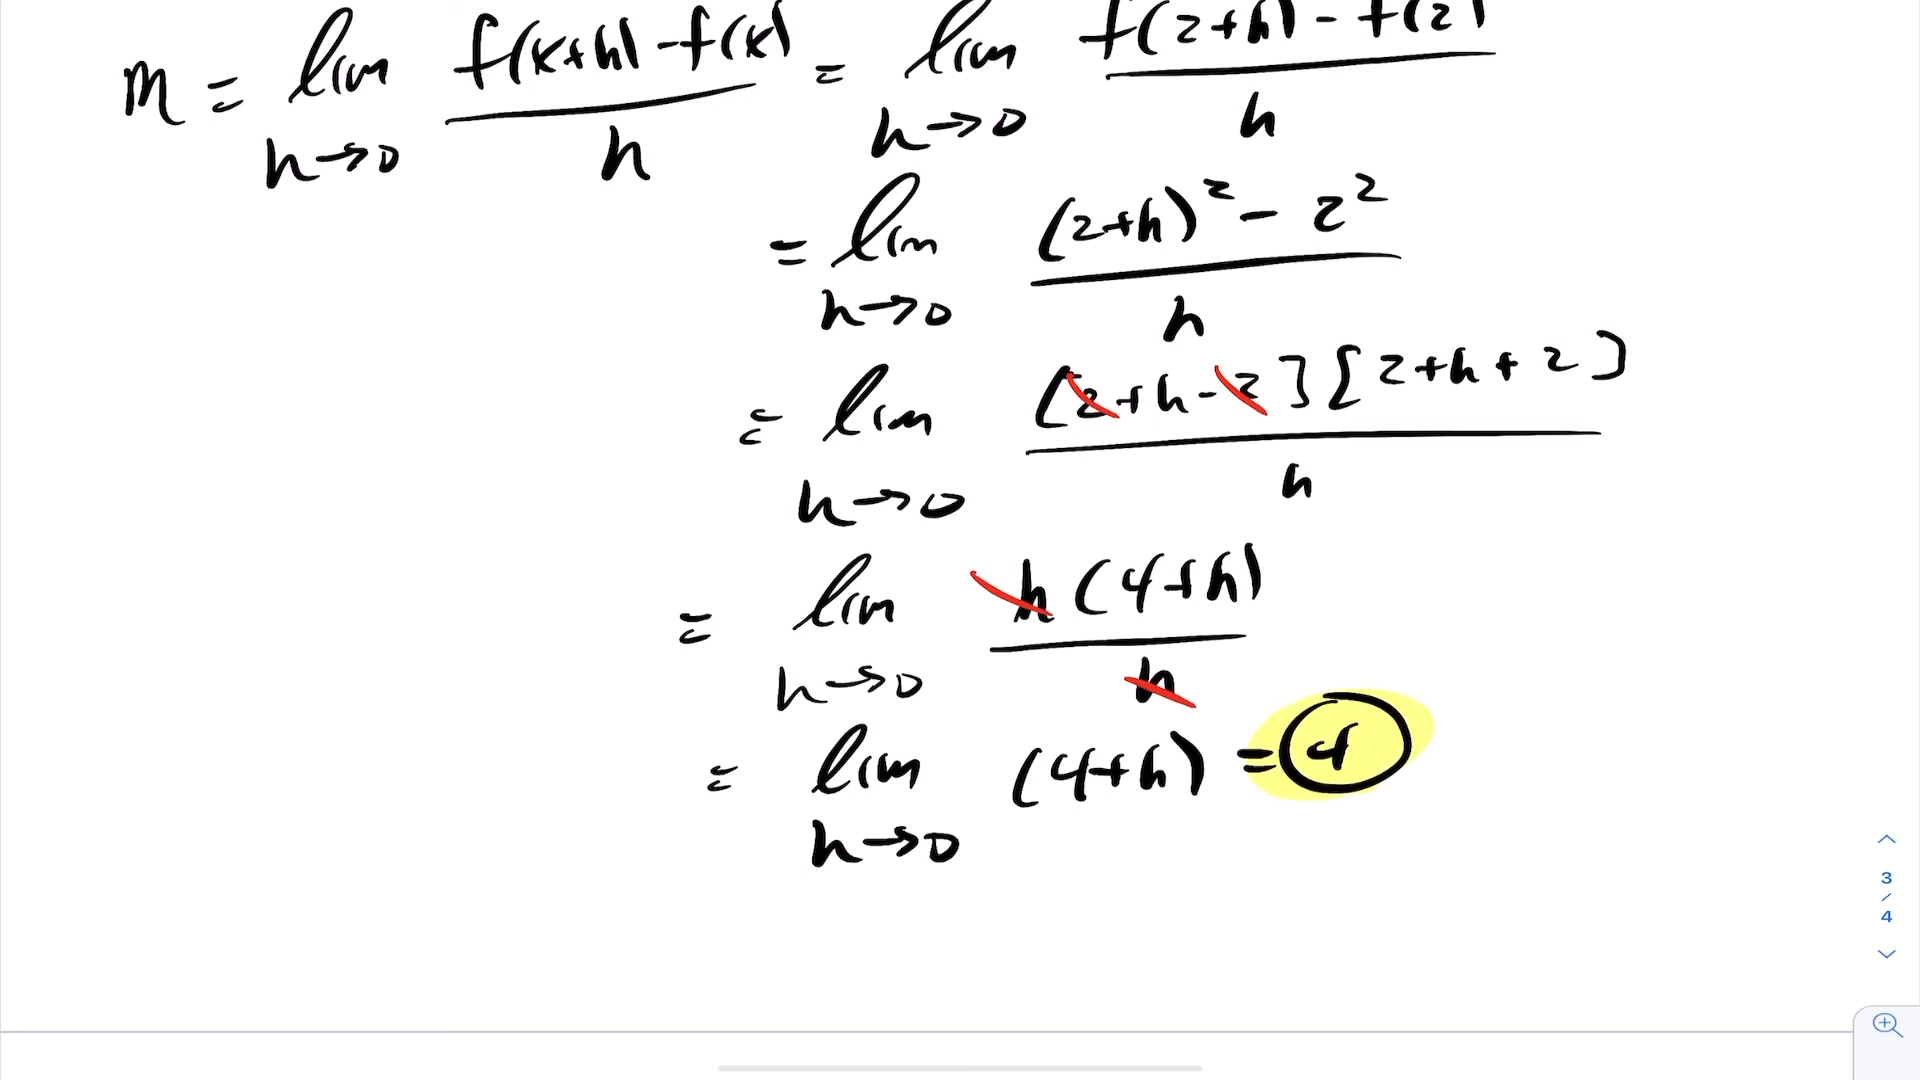 m = lim f(x+h) - f(x) = lim f(2+h) - f(2)
h→0 h h→0 h
= lim (2+h)² - 2²
h→0 h
= lim [2+h-2][2+h+2]
h→0 h
= lim h(4+h)
h→0 h
= lim (4+h) = 4
h→0
3
/
4